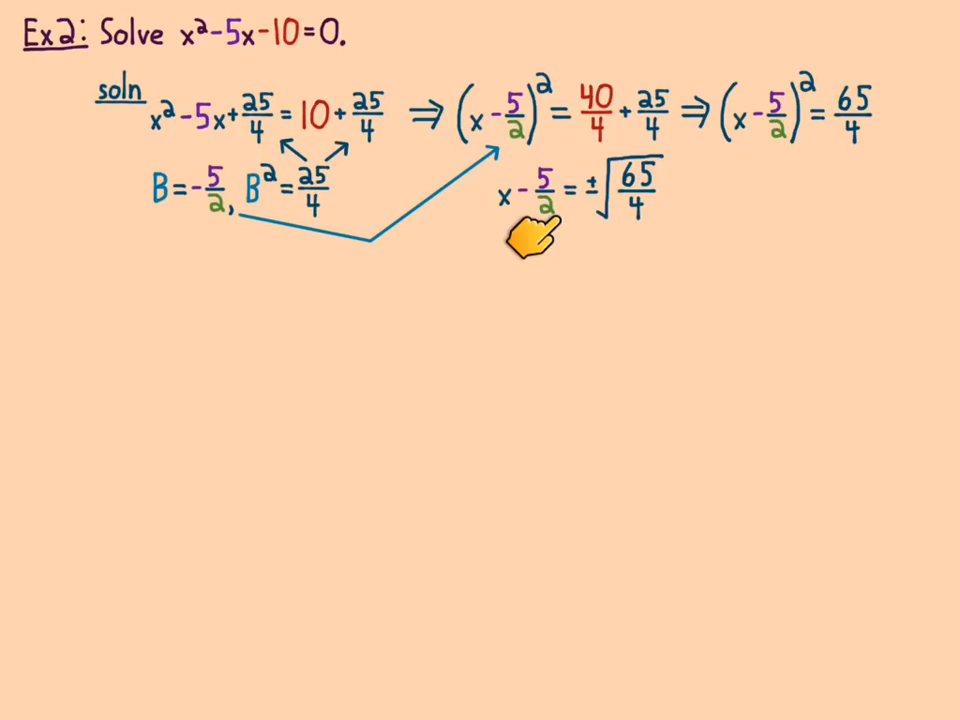 Ex2: Solve x²-5x-10=0.
soln x²-5x+25/4=10+25/4 ⇒ (x-5/2)²=40/4+25/4 ⇒ (x-5/2)²=65/4
B=-5/2, B²=25/4 x-5/2=±√(65/4)